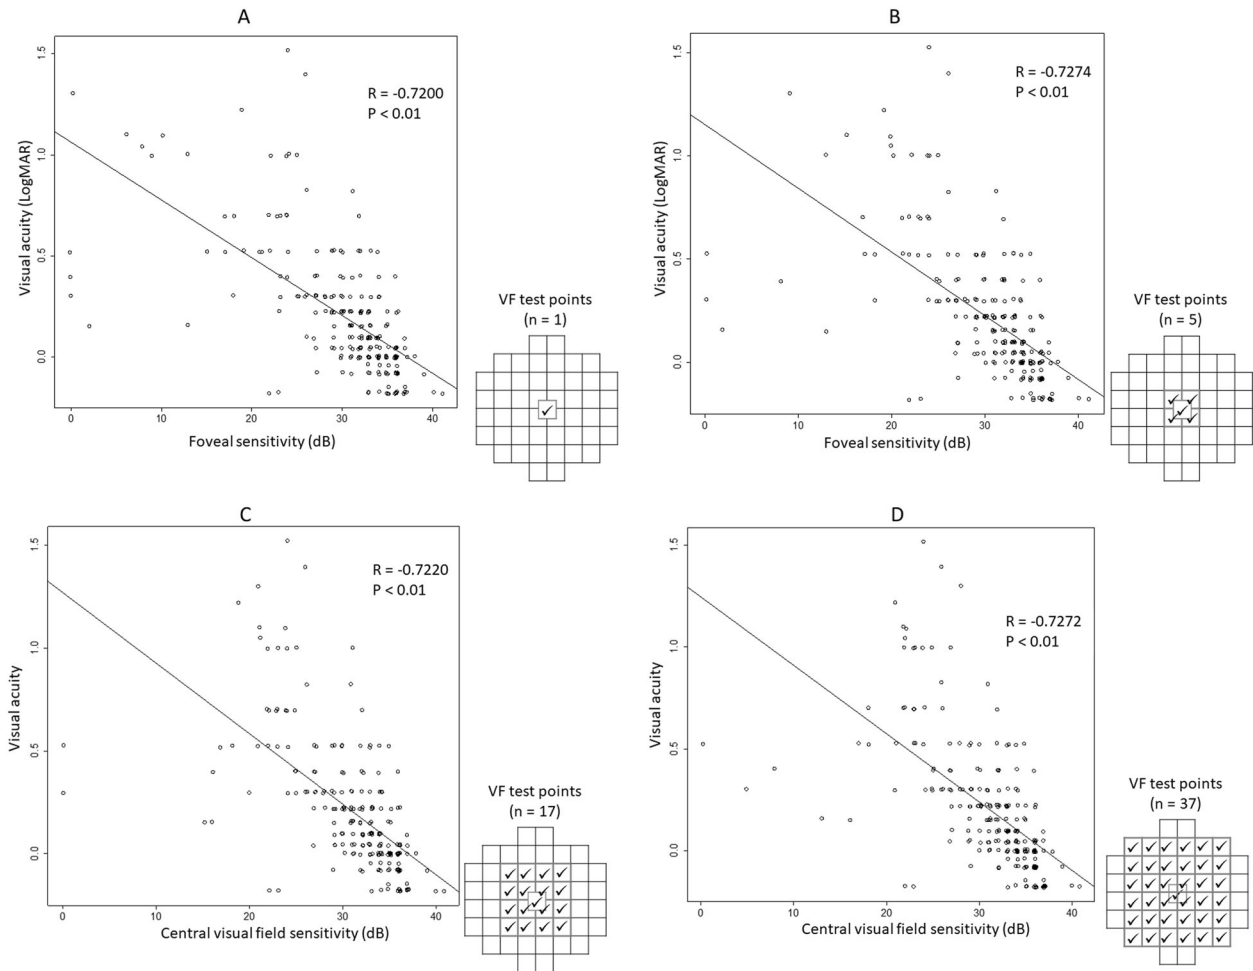 A
1.5
1.0
0.5
0.0
Visual acuity (LogMAR)
R = -0.7200
P < 0.01
0
10
20
30
40
Foveal sensitivity (dB)
VF test points
(n = 1)
B
1.5
1.0
0.5
0.0
Visual acuity (LogMAR)
R = -0.7274
P < 0.01
0
10
20
30
40
Foveal sensitivity (dB)
VF test points
(n = 5)
C
1.5
1.0
0.5
0.0
Visual acuity
R = -0.7220
P < 0.01
0
10
20
30
40
Central visual field sensitivity (dB)
VF test points
(n = 17)
D
1.5
1.0
0.5
0.0
Visual acuity
R = -0.7272
P < 0.01
0
10
20
30
40
Central visual field sensitivity (dB)
VF test points
(n = 37)